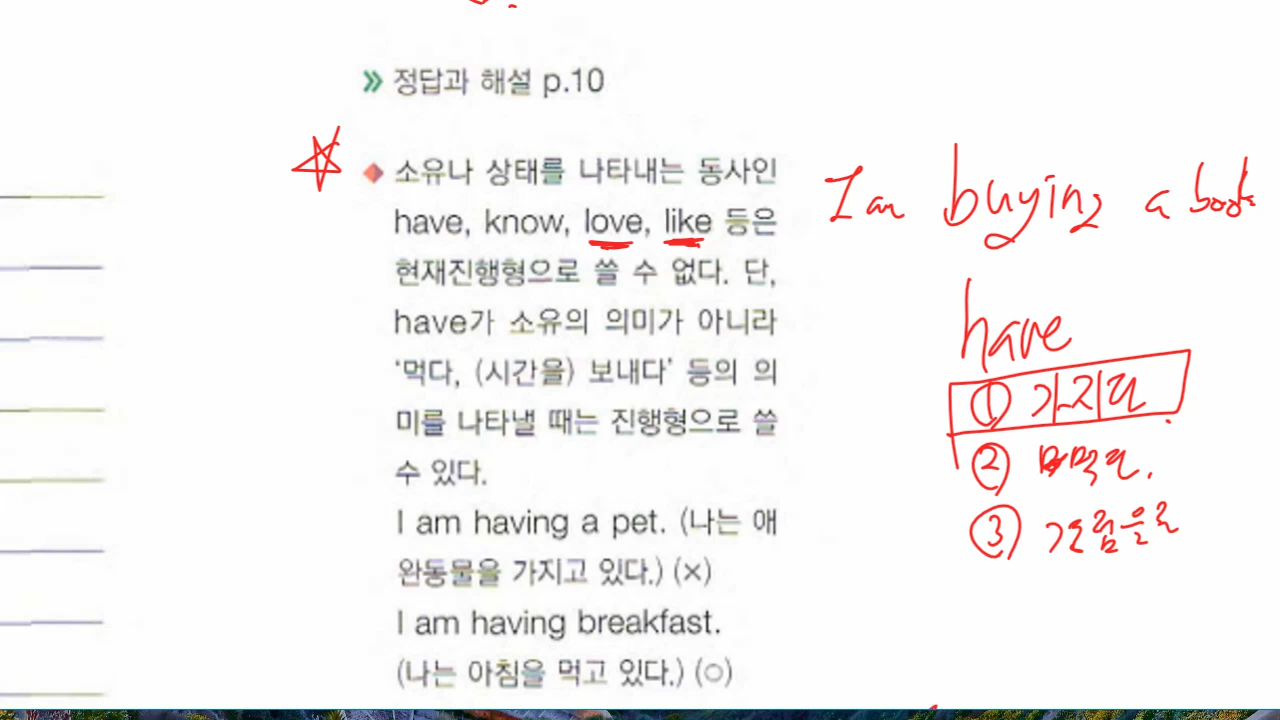 » 정답과 해설 p.10
◆ 소유나 상태를 나타내는 동사인
have, know, love, like 등은
현재진행형으로 쓸 수 없다. 단,
have가 소유의 의미가 아니라
‘먹다, (시간을) 보내다’ 등의 의
미를 나타낼 때는 진행형으로 쓸
수 있다.
I am having a pet. (나는 애
완동물을 가지고 있다.) (×)
I am having breakfast.
(나는 아침을 먹고 있다.) (○)
I am buying a book
have
① 가지다
② 먹다.
③